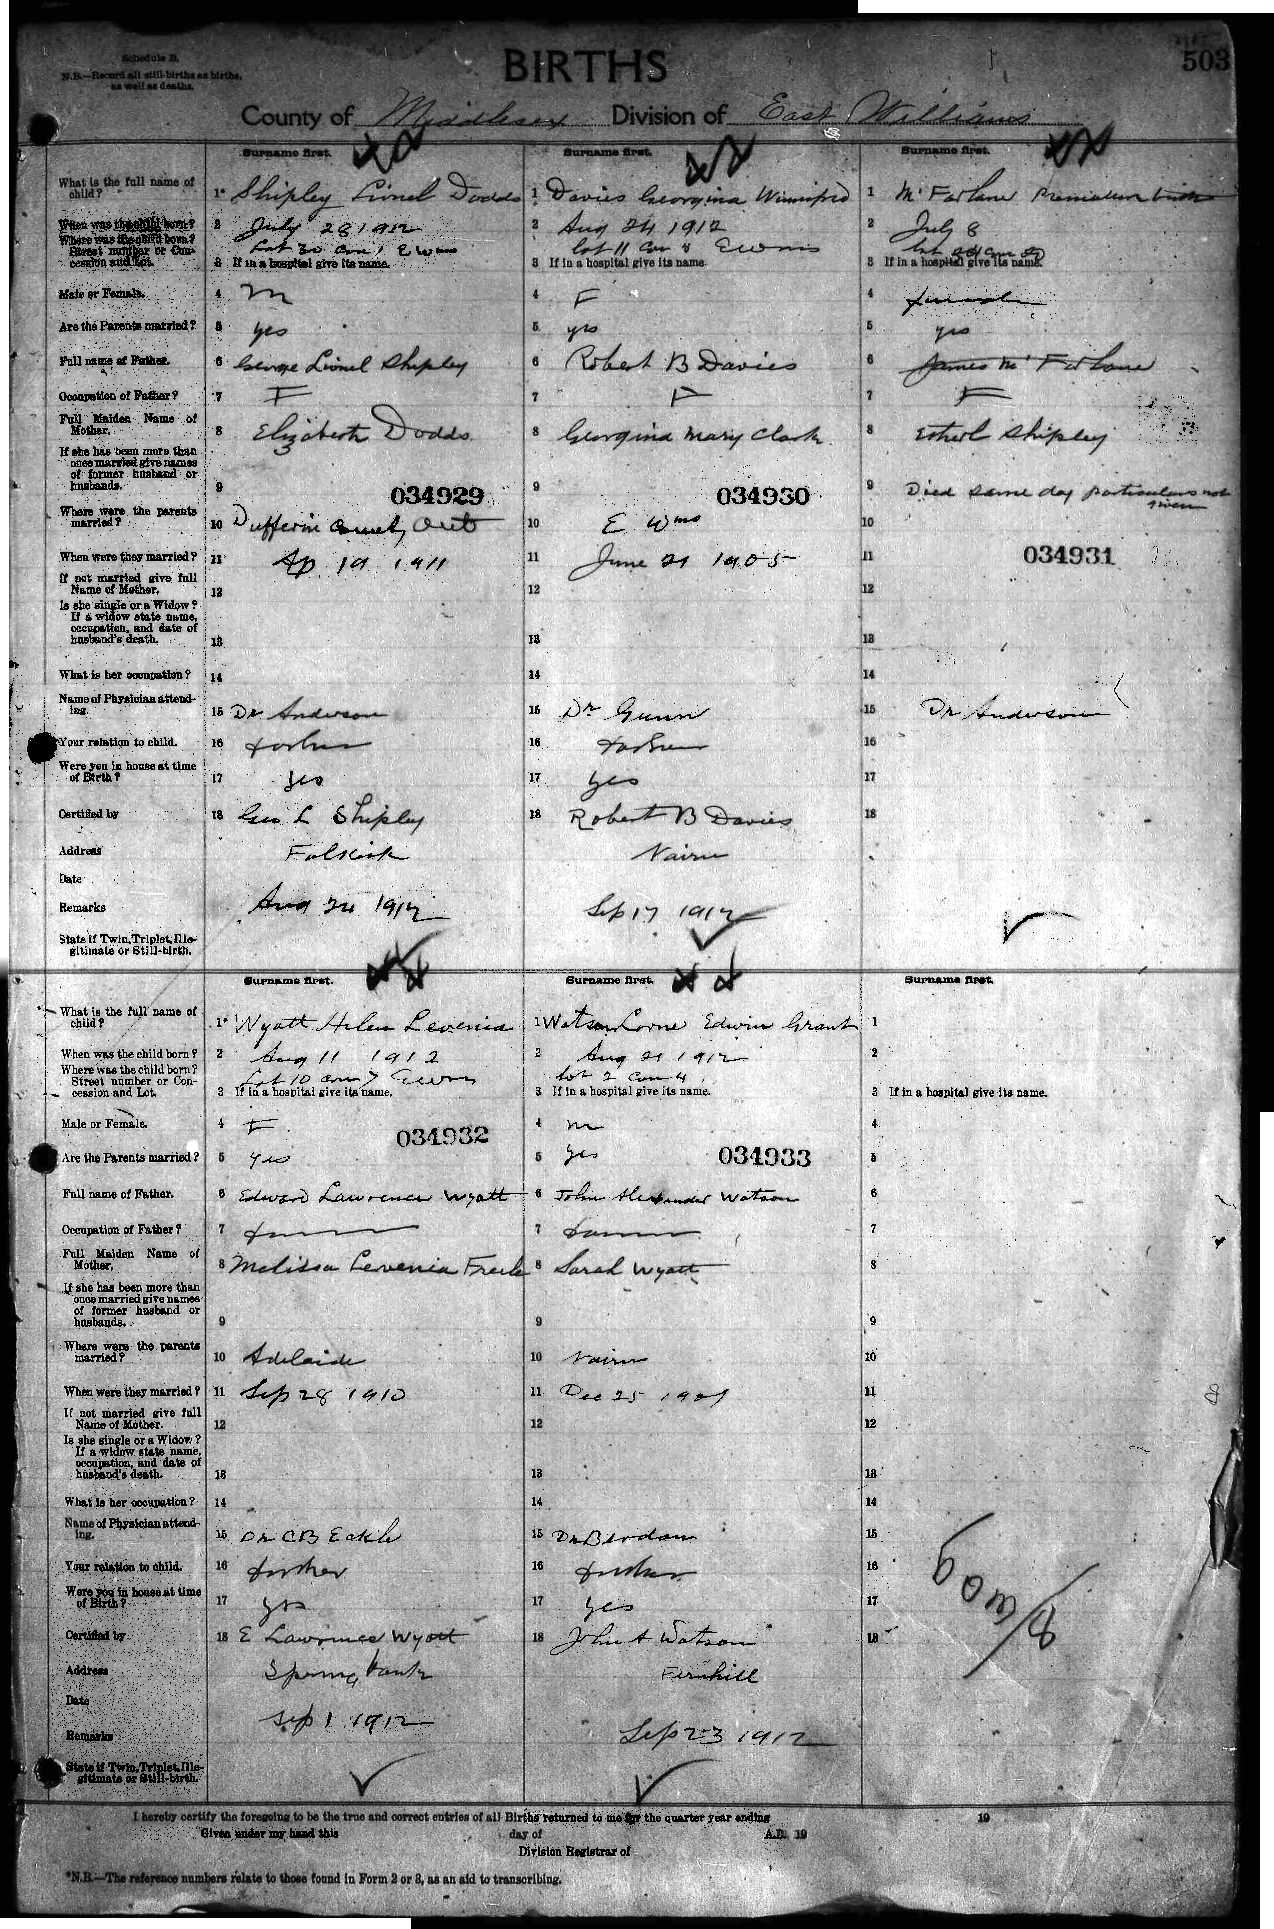 Schedule B.
N.B.—Record all still-births as births,
as well as deaths.
BIRTHS
503
County of Middlesex Division of East Williams
Surname first.
Surname first.
Surname first.
What is the full name of
child?
1* Shipley Lionel Dodds
1 Davies Georgina Winnifred
1 McFarlane Premature birth
When was the child born?
2 July 28 1912
2 Aug 24 1912
2 July 8
Where was the child born?
Street number or Con-
cession and Lot.
Lot 30 con 1 E Wms
Lot 11 con 8 E Wms
3 If in a hospital give its name.
3 If in a hospital give its name.
3 If in a hospital give its name.
Male or Female.
4 M
4 F
4
Are the Parents married?
5 yes
5 yes
5 yes
Full name of Father.
6 George Lionel Shipley
6 Robert B Davies
6 James McFarlane
Occupation of Father?
7 F
7 F
7 F
Full Maiden Name of
Mother.
8 Elizabeth Dodds
8 Georgina Mary Clark
8 Shipley
If she has been more than
once married give names
of former husband or
husbands.
9
034929
9
034930
9 Died same day particulars not
given
Where were the parents
married?
10 Dufferin County Ont
10 E Wms
10
When were they married?
11 Ap 19 1911
11 June 21 1905
11
034931
If not married give full
Name of Mother.
12
12
12
Is she single or a Widow?
If a widow state name,
occupation, and date of
husband's death.
13
13
13
What is her occupation?
14
14
14
Name of Physician attend-
ing.
15 Dr Anderson
15 Dr Gunn
15 Dr Anderson
Your relation to child.
16 father
16 father
16
Were you in house at time
of Birth?
17 yes
17 yes
17
Certified by
18 Geo L Shipley
18 Robert B Davies
18
Address
Falkirk
Nairn
Date
Remarks
Aug 24 1912
Sep 17 1912
State if Twin, Triplet, Ille-
gitimate or Still-birth.
Surname first.
Surname first.
Surname first.
What is the full name of
child?
1* Wyatt Helen Levenia
1 Watson Lorne Edwin Grant
1
When was the child born?
2 Aug 11 1912
2 Aug 21 1912
2
Where was the child born?
Street number or Con-
cession and Lot.
Lot 10 con 7 E Wms
Lot 2 con 4
3 If in a hospital give its name.
3 If in a hospital give its name.
3 If in a hospital give its name.
Male or Female.
4 F
034932
4 m
4
Are the Parents married?
5 yes
5 yes
034933
5
Full name of Father.
6 Edward Lawrence Wyatt
6 John Alexander Watson
6
Occupation of Father?
7 farmer
7 farmer
7
Full Maiden Name of
Mother.
8 Melissa Levenia Freele
8 Sarah Wyatt
8
If she has been more than
once married give names
of former husband or
husbands.
9
9
9
Where were the parents
married?
10 Adelaide
10 Nairn
10
When were they married?
11 Sep 28 1910
11 Dec 25 1901
11
If not married give full
Name of Mother.
12
12
12
Is she single or a Widow?
If a widow state name,
occupation, and date of
husband's death.
13
13
13
What is her occupation?
14
14
14
Name of Physician attend-
ing.
15 Dr C B Eakle
15 Dr Berdan
15
Your relation to child.
16 father
16 father
16
Were you in house at time
of Birth?
17 yes
17 yes
17
Certified by
18 E Lawrence Wyatt
18 John A Watson
18
Address
Springbank
Fernhill
Date
Sep 1 1912
Remarks
Sep 23 1912
State if Twin, Triplet, Ille-
gitimate or Still-birth.
I hereby certify the foregoing to be the true and correct entries of all Births returned to me for the quarter year ending 19
Given under my hand this day of A.D. 19
Division Registrar of
*N.B.—The reference numbers relate to those found in Form 2 or 3, as an aid to transcribing.